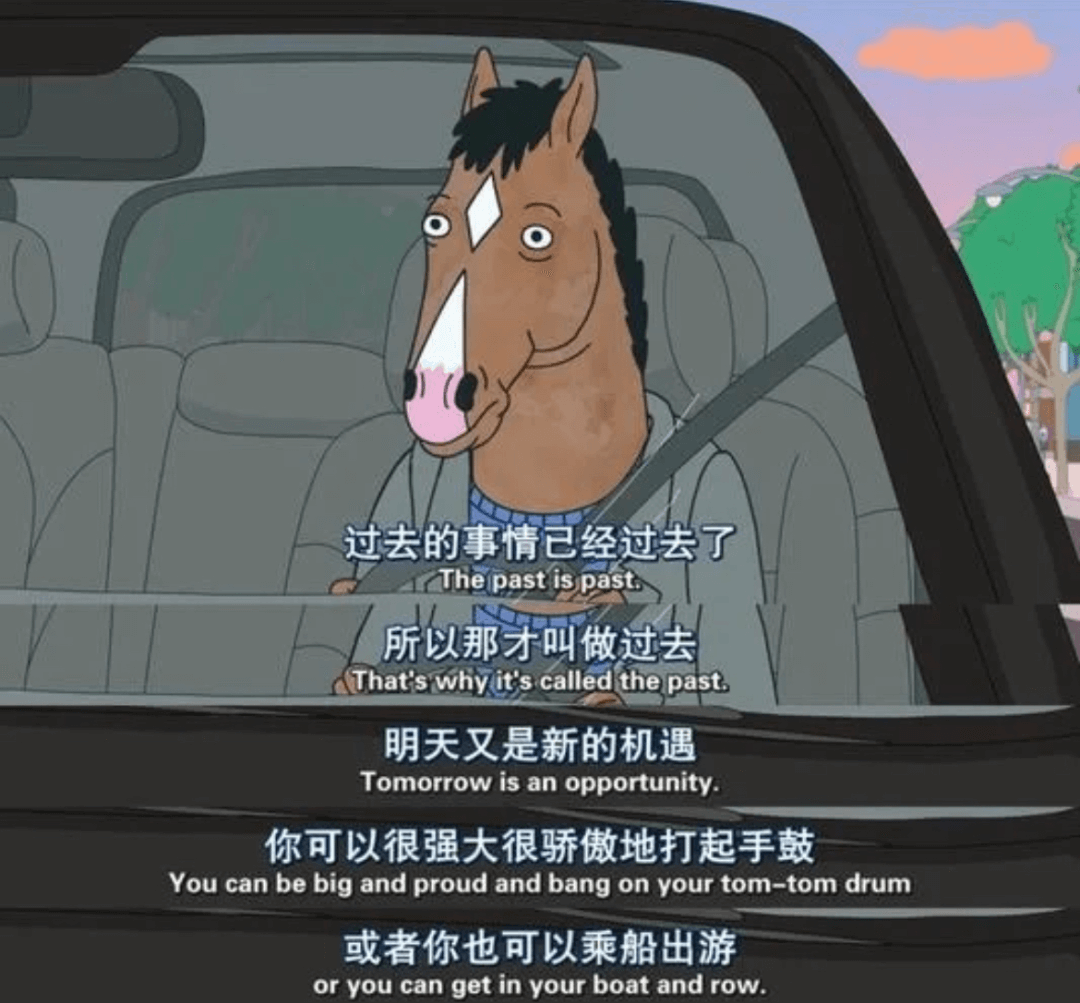 过去的事情已经过去了
The past is past.
所以那才叫做过去
That's why it's called the past.
明天又是新的机遇
Tomorrow is an opportunity.
你可以很强大很骄傲地打起手鼓
You can be big and proud and bang on your tom-tom drum
或者你也可以乘船出游
or you can get in your boat and row.